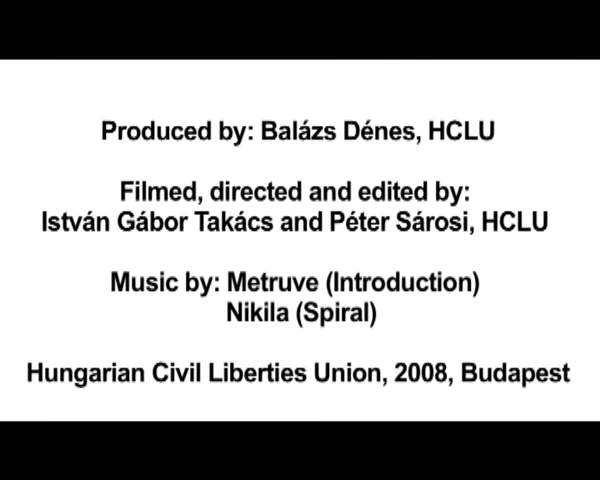 Produced by: Balázs Dénes, HCLU
Filmed, directed and edited by:
István Gábor Takács and Péter Sárosi, HCLU
Music by: Metruve (Introduction)
Nikila (Spiral)
Hungarian Civil Liberties Union, 2008, Budapest